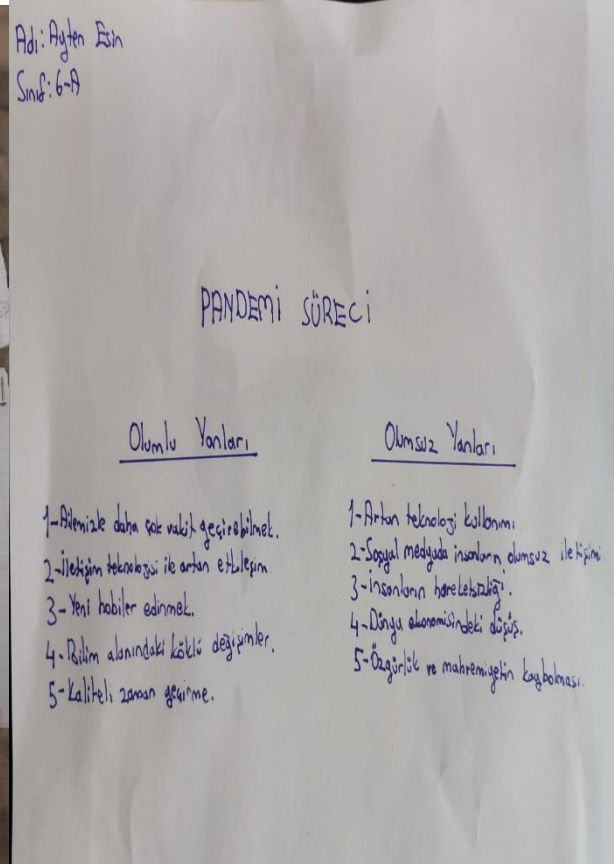 Adı: Ayten Esin
Sınıf: 6-A
PANDEMİ SÜRECİ
Olumlu Yanları
1-Ailemizle daha çok vakit geçirebilmek.
2-İletişim teknolojisi ile artan etkileşim.
3-Yeni hobiler edinmek.
4-Bilim alanındaki köklü değişimler.
5-Kaliteli zaman geçirme.
Olumsuz Yanları
1-Artan teknoloji kullanımı.
2-Sosyal medyada insanların olumsuz iletişimi
3-İnsanların hareketsizliği.
4-Dünya ekonomisindeki düşüş.
5-Özgürlük ve mahremiyetin kaybolması.